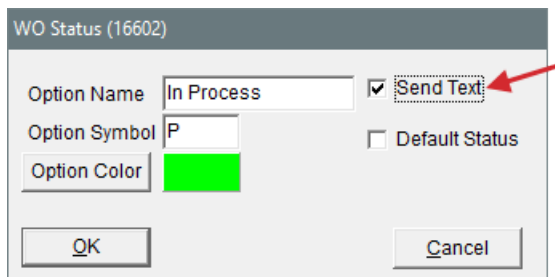 WO Status (16602)
Option Name In Process Send Text
Option Symbol P Default Status
Option Color
OK Cancel